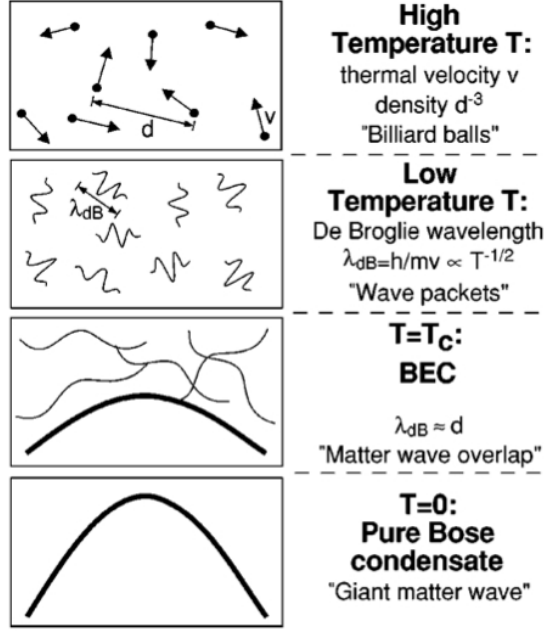 High
Temperature T:
thermal velocity v
density d⁻³
"Billiard balls"
d
v
Low
Temperature T:
De Broglie wavelength
λdB=h/mv ∝ T⁻¹/²
"Wave packets"
λdB
T=Tc:
BEC
λdB ≈ d
"Matter wave overlap"
T=0:
Pure Bose
condensate
"Giant matter wave"